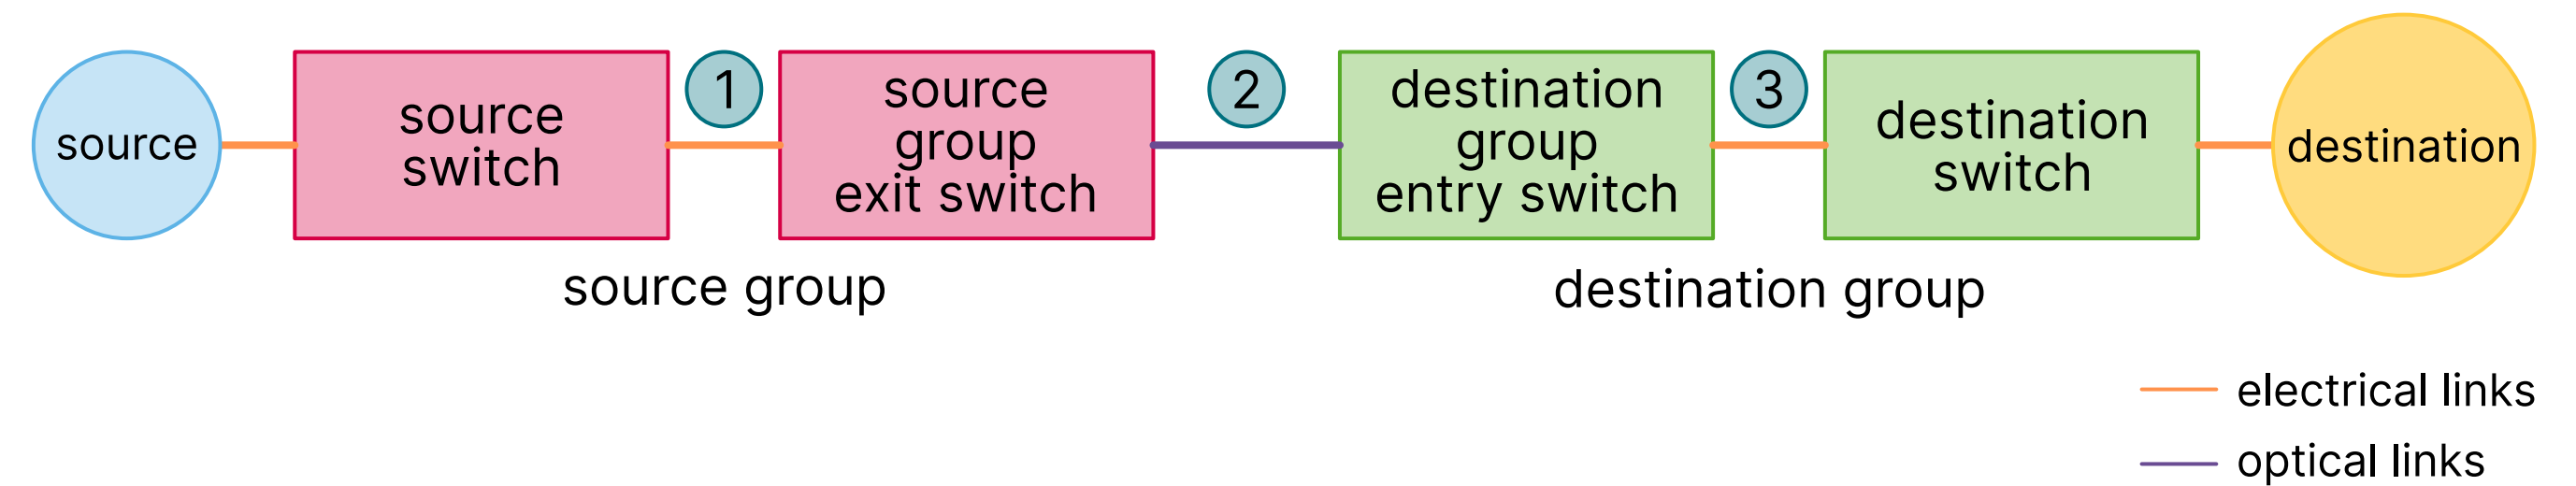 source
source
switch
1
source
group
exit switch
2
destination
group
entry switch
3
destination
switch
destination
source group
destination group
electrical links
optical links